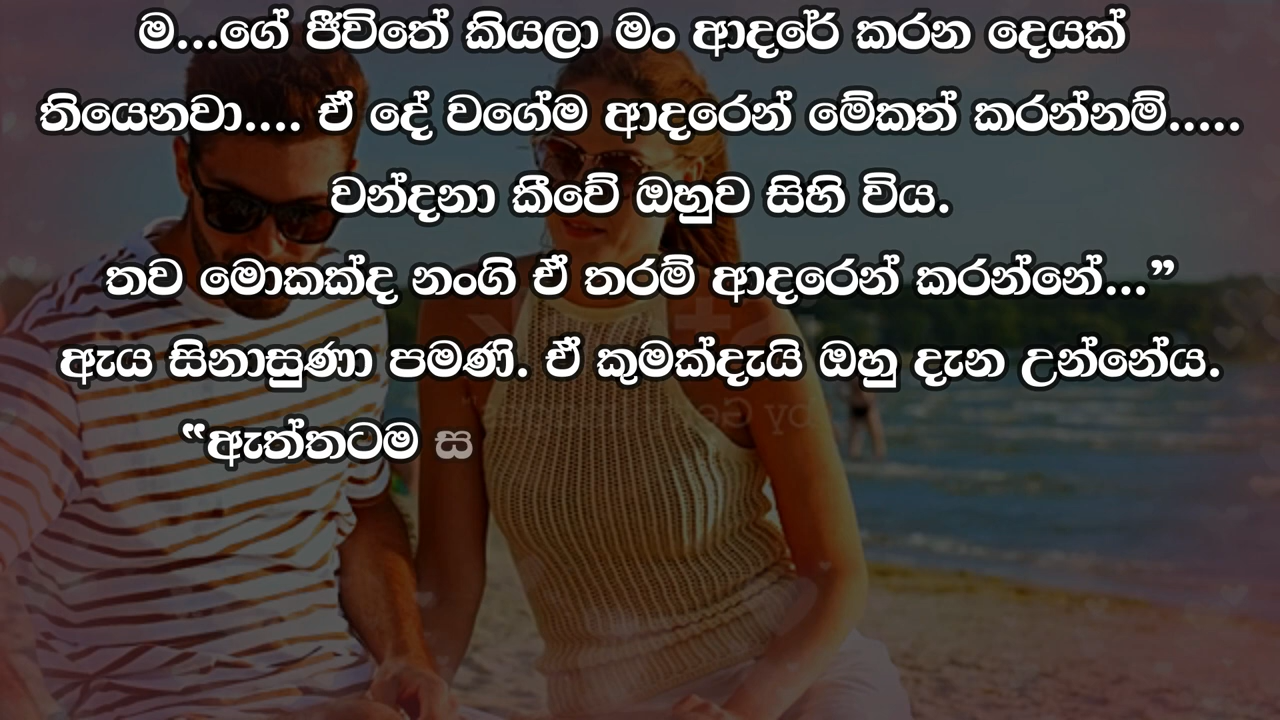 ම...ගේ ජීවිතේ කියලා මං ආදරේ කරන දෙයක්
තියෙනවා.... ඒ දේ වගේම ආදරෙන් මේකත් කරන්නම්.....
වන්දනා කීවේ ඔහුව සිහි විය.
තව මොකක්ද නංගි ඒ තරම් ආදරෙන් කරන්නේ...”
ඇය සිනාසුණා පමණි. ඒ කුමක්දැයි ඔහු දැන උන්නේය.
“ඇත්තටම ස